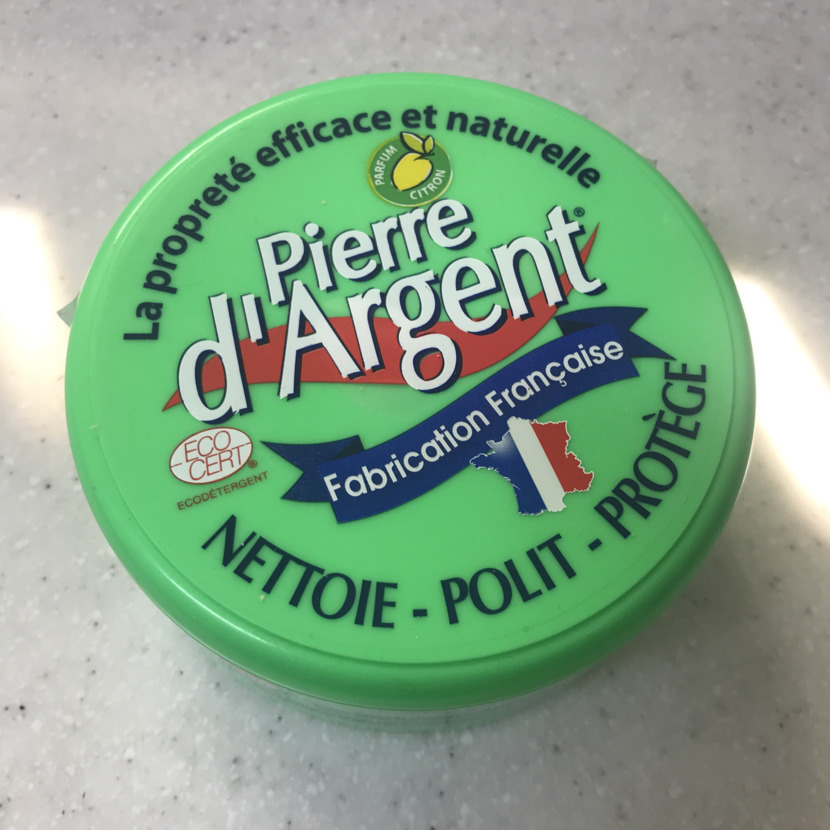 La propreté efficace et naturelle
PARFUM
CITRON
Pierre
d'Argent®
Fabrication Française
ECO
CERT®
ECODÉTERGENT
NETTOIE - POLIT - PROTÈGE